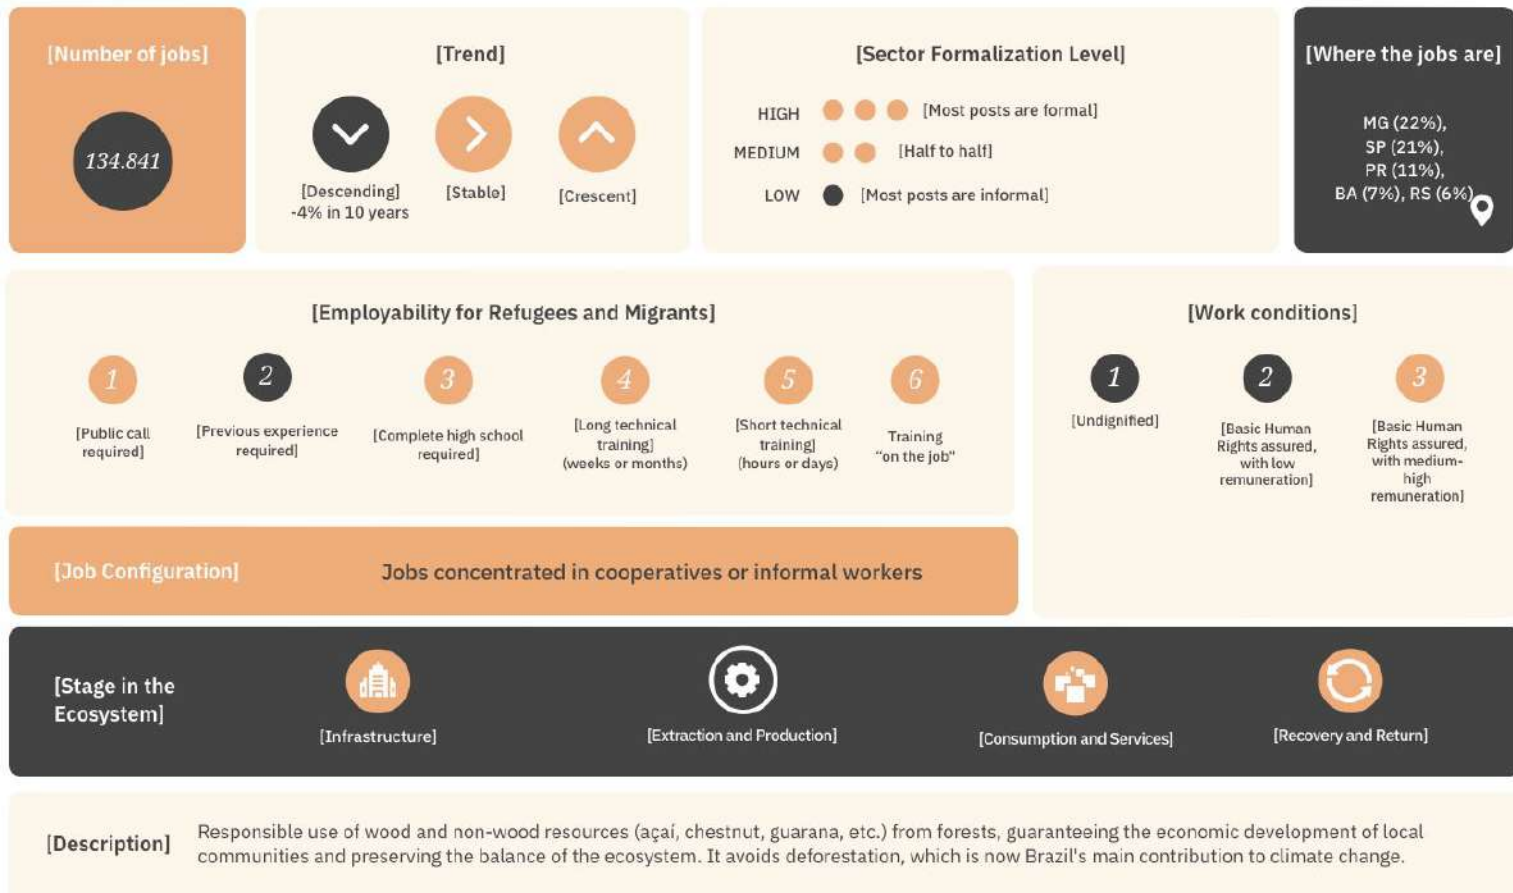 [Number of jobs]
134.841
[Trend]
[Descending]
-4% in 10 years
[Stable]
[Crescent]
[Sector Formalization Level]
HIGH [Most posts are formal]
MEDIUM [Half to half]
LOW [Most posts are informal]
[Where the jobs are]
MG (22%),
SP (21%),
PR (11%),
BA (7%), RS (6%)
[Employability for Refugees and Migrants]
1
[Public call
required]
2
[Previous experience
required]
3
[Complete high school
required]
4
[Long technical
training]
(weeks or months)
5
[Short technical
training]
(hours or days)
6
Training
“on the job”
[Work conditions]
1
[Undignified]
2
[Basic Human
Rights assured,
with low
remuneration]
3
[Basic Human
Rights assured,
with medium-
high
remuneration]
[Job Configuration] Jobs concentrated in cooperatives or informal workers
[Stage in the
Ecosystem]
[Infrastructure]
[Extraction and Production]
[Consumption and Services]
[Recovery and Return]
[Description]
Responsible use of wood and non-wood resources (açaí, chestnut, guarana, etc.) from forests, guaranteeing the economic development of local
communities and preserving the balance of the ecosystem. It avoids deforestation, which is now Brazil's main contribution to climate change.